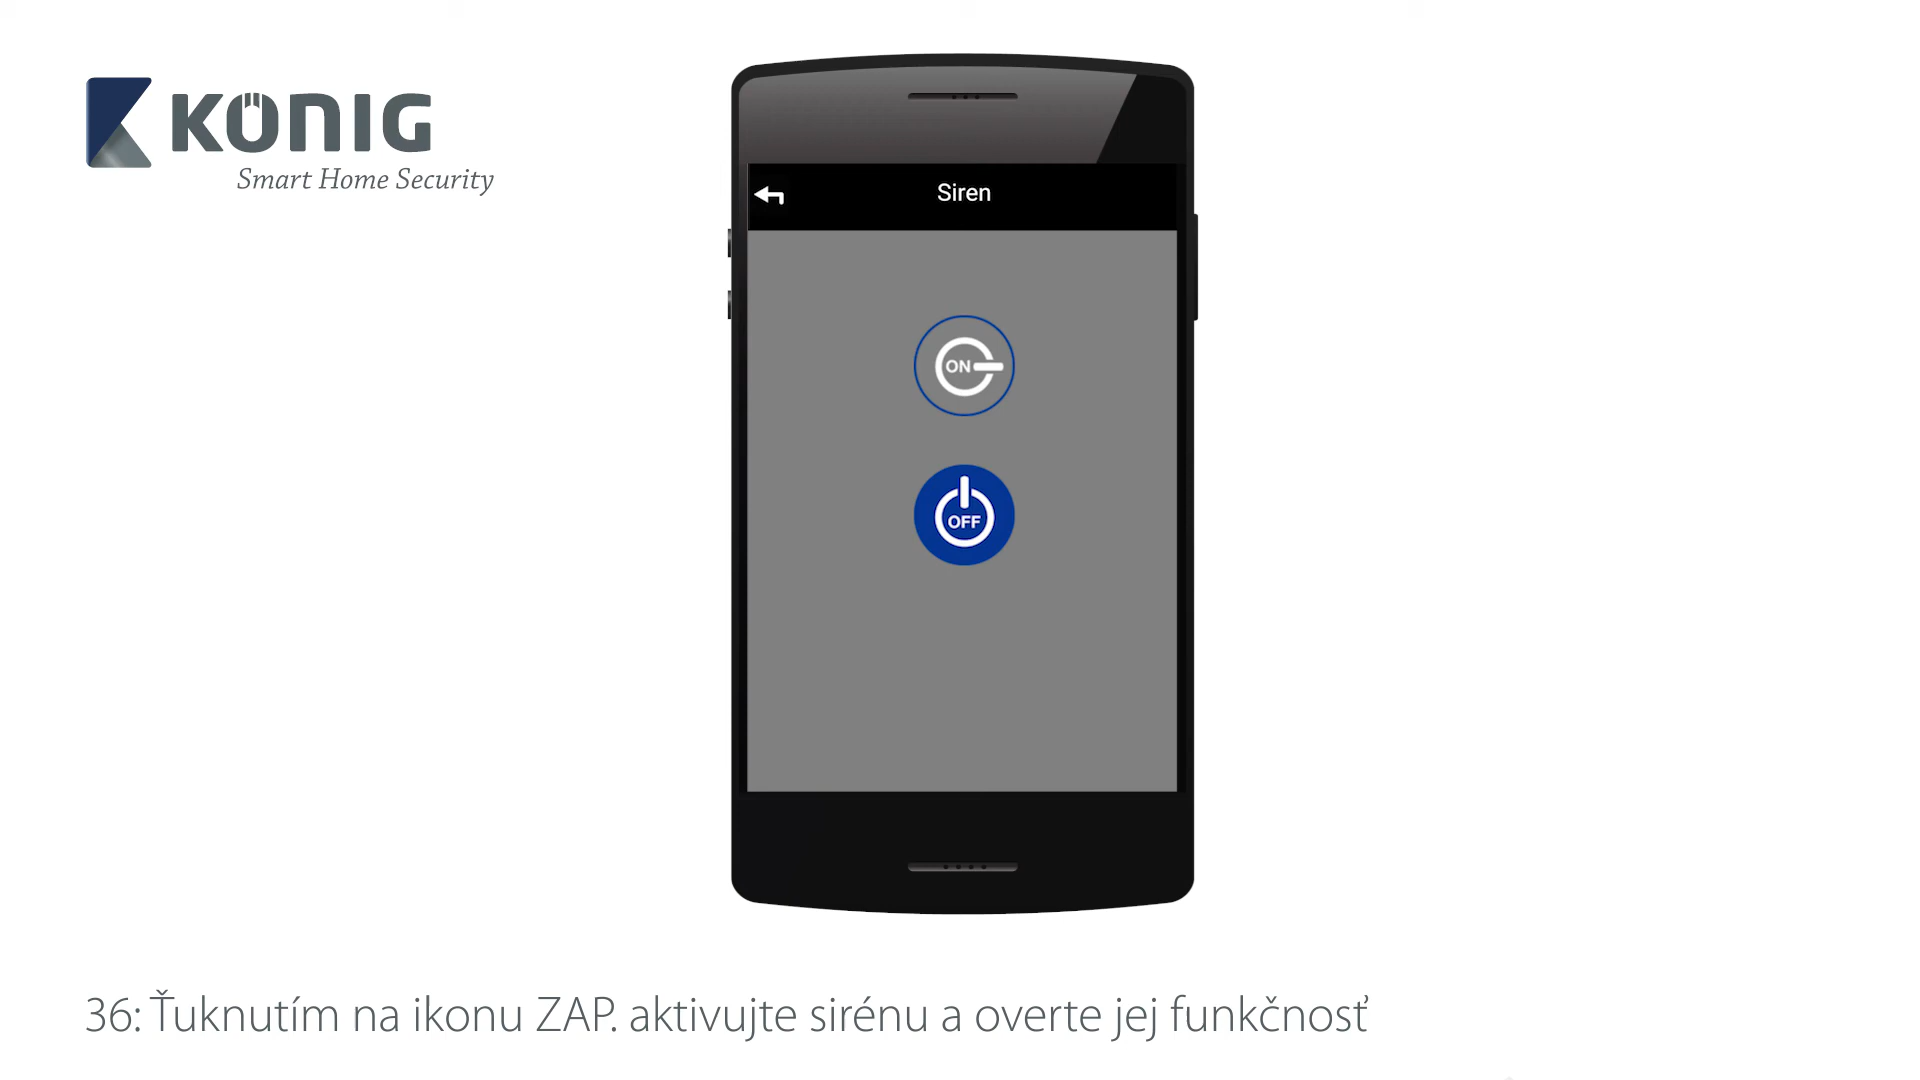 KÖNIG
Smart Home Security
Siren
ON
OFF
36: Ťuknutím na ikonu ZAP. aktivujte sirénu a overte jej funkčnosť